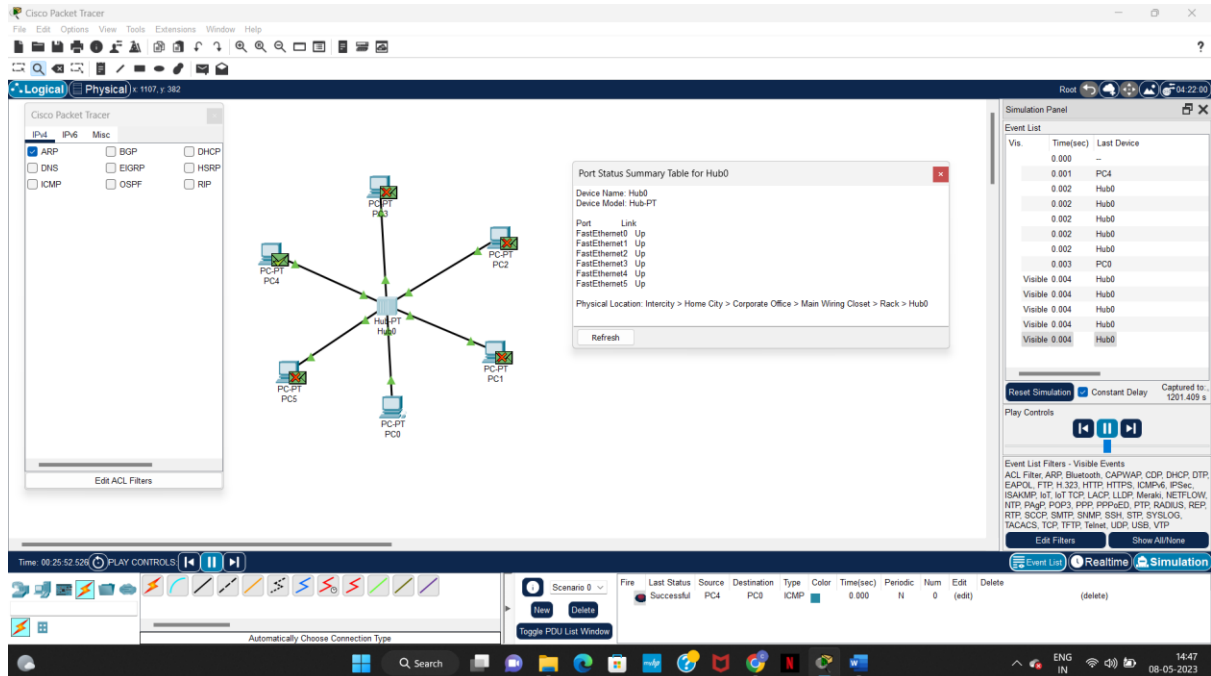 Cisco Packet Tracer
File Edit Options View Tools Extensions Window Help
?
Logical Physical x: 1107, y: 382
Root 04:22:00
Cisco Packet Tracer
IPv4 IPv6 Misc
ARP BGP DHCP
DNS EIGRP HSRP
ICMP OSPF RIP
Edit ACL Filters
PC-PT
PC3
PC-PT
PC2
PC-PT
PC4
Hub-PT
Hub0
PC-PT
PC1
PC-PT
PC5
PC-PT
PC0
Port Status Summary Table for Hub0
Device Name: Hub0
Device Model: Hub-PT
Port Link
FastEthernet0 Up
FastEthernet1 Up
FastEthernet2 Up
FastEthernet3 Up
FastEthernet4 Up
FastEthernet5 Up
Physical Location: Intercity > Home City > Corporate Office > Main Wiring Closet > Rack > Hub0
Refresh
Simulation Panel
Event List
Vis. Time(sec) Last Device
0.000 --
0.001 PC4
0.002 Hub0
0.002 Hub0
0.002 Hub0
0.002 Hub0
0.002 Hub0
0.003 PC0
Visible 0.004 Hub0
Visible 0.004 Hub0
Visible 0.004 Hub0
Visible 0.004 Hub0
Visible 0.004 Hub0
Reset Simulation Constant Delay Captured to:
1201.409 s
Play Controls
Event List Filters - Visible Events
ACL Filter, ARP, Bluetooth, CAPWAP, CDP, DHCP, DTP,
EAPOL, FTP, H.323, HTTP, HTTPS, ICMPv6, IPSec,
ISAKMP, IoT, IoT TCP, LACP, LLDP, Meraki, NETFLOW,
NTP, PAgP, POP3, PPP, PPPoED, PTP, RADIUS, REP,
RTP, SCCP, SMTP, SNMP, SSH, STP, SYSLOG,
TACACS, TCP, TFTP, Telnet, UDP, USB, VTP
Edit Filters Show All/None
Time: 00:25:52.526 PLAY CONTROLS:
Event List Realtime Simulation
Automatically Choose Connection Type
Scenario 0
New Delete
Toggle PDU List Window
Fire Last Status Source Destination Type Color Time(sec) Periodic Num Edit Delete
Successful PC4 PC0 ICMP 0.000 N 0 (edit) (delete)
Search
ENG
IN
14:47
08-05-2023